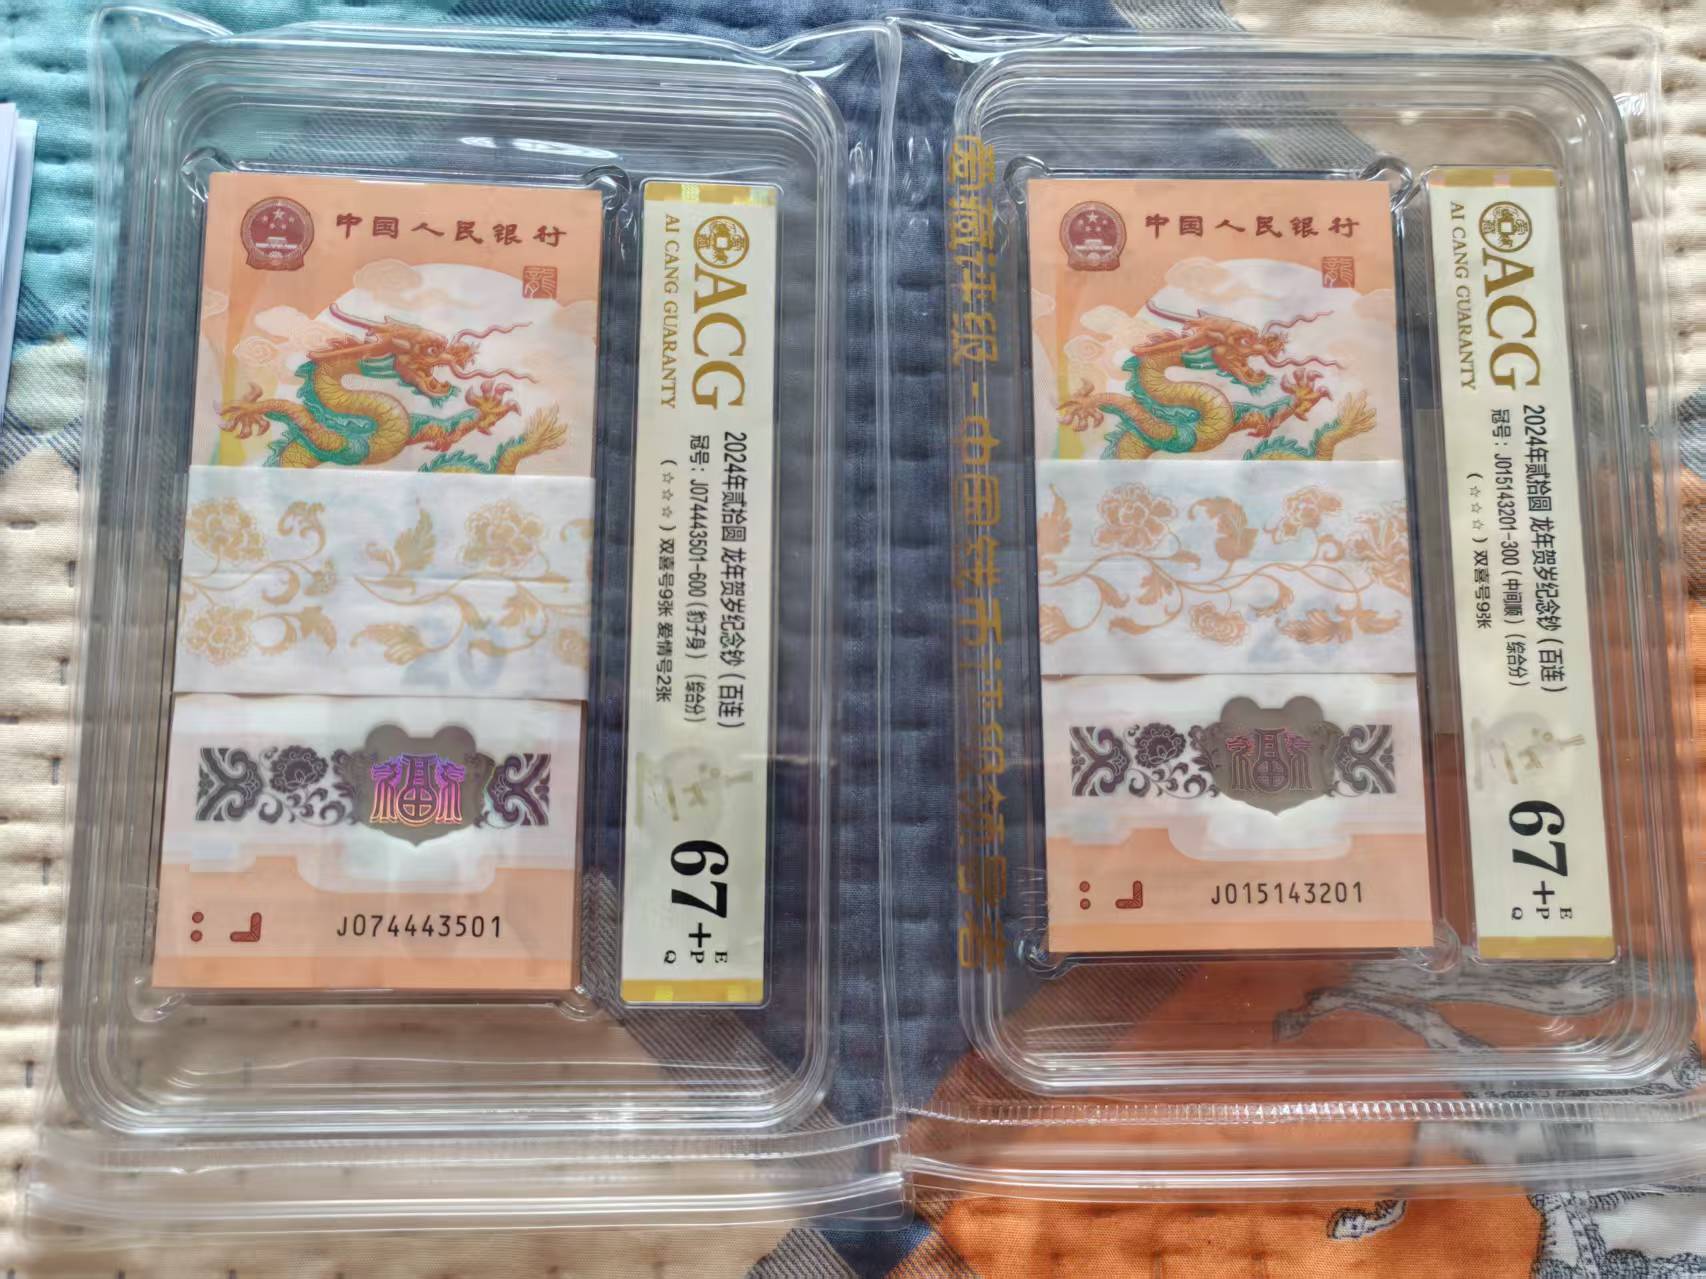 中国人民银行
J074443501
ACG
AI CANG GUARANTY
2024年贰拾圆 龙年贺岁纪念钞（百连）
冠号：J074443501-600（豹子身）（综合分）
（☆☆☆）双喜号9张 爱情号2张
67+
E
P
Q
爱藏评级-中国钱币评级领导者
中国人民银行
J015143201
ACG
AI CANG GUARANTY
2024年贰拾圆 龙年贺岁纪念钞（百连）
冠号：J015143201-300（中间顺）（综合分）
（☆☆☆）双喜号9张
67+
E
P
Q